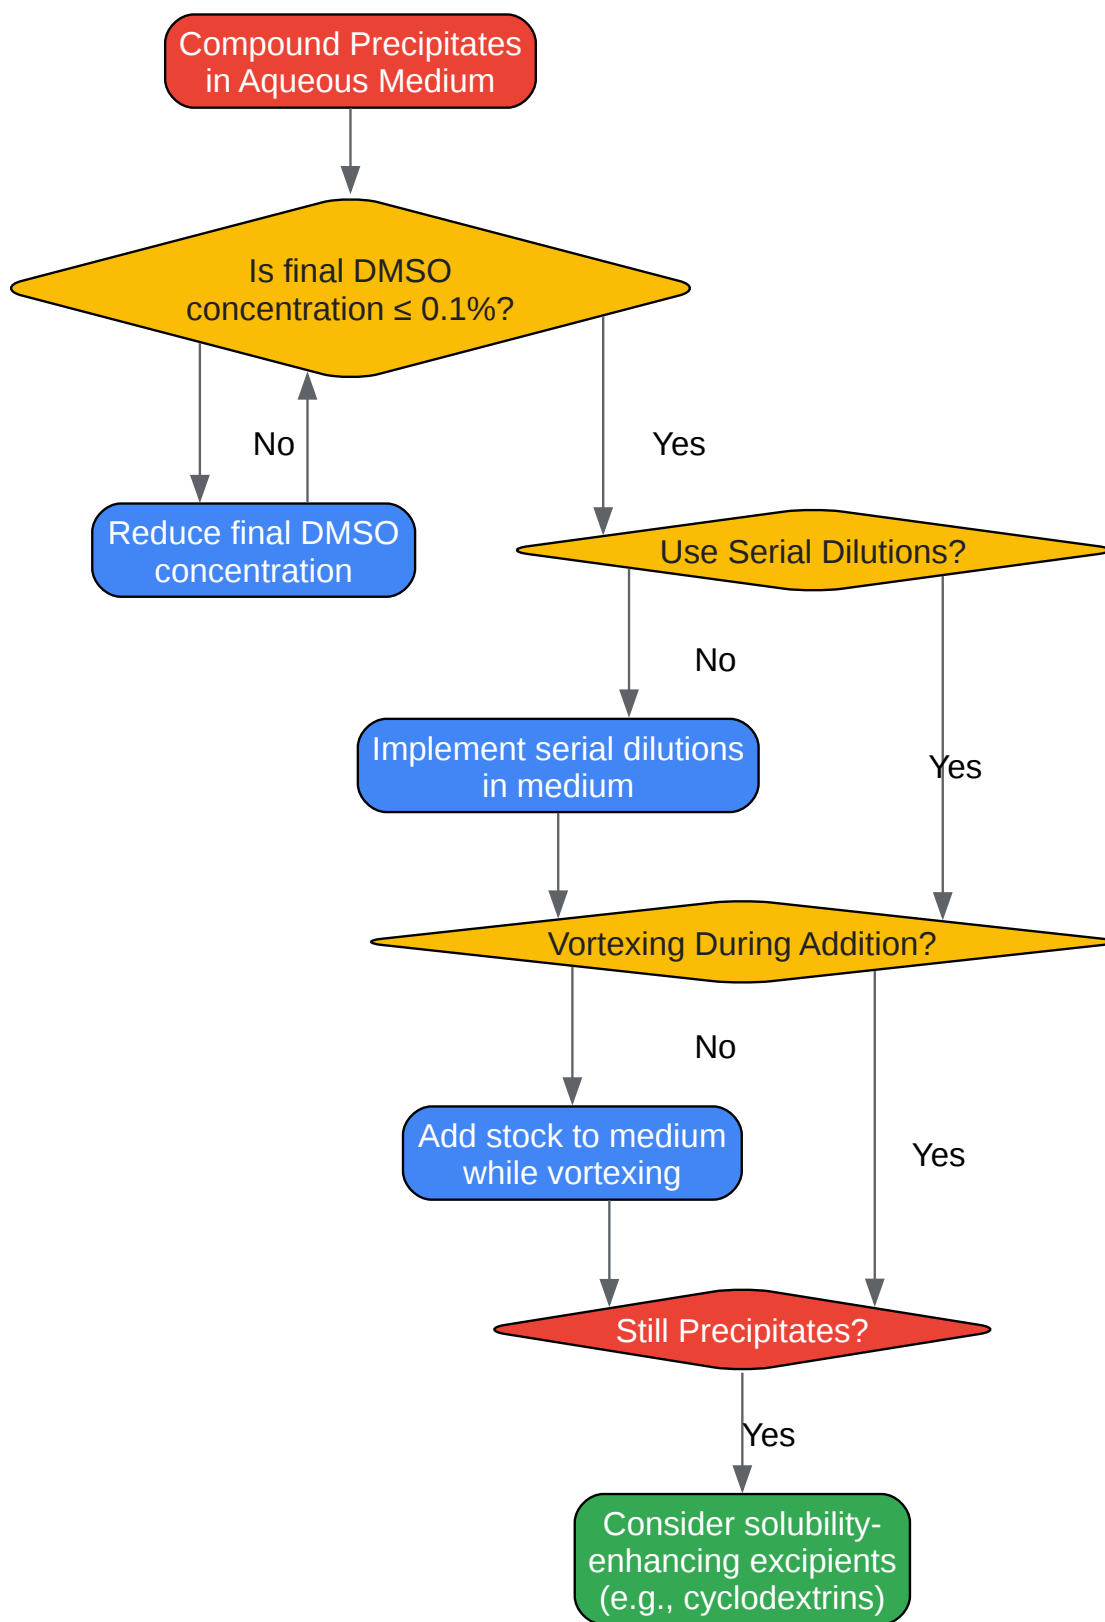 Compound Precipitates
in Aqueous Medium
Is final DMSO
concentration ≤ 0.1%?
No
Yes
Reduce final DMSO
concentration
Use Serial Dilutions?
No
Implement serial dilutions
in medium
Yes
Vortexing During Addition?
No
Add stock to medium
while vortexing
Yes
Still Precipitates?
Yes
Consider solubility-
enhancing excipients
(e.g., cyclodextrins)